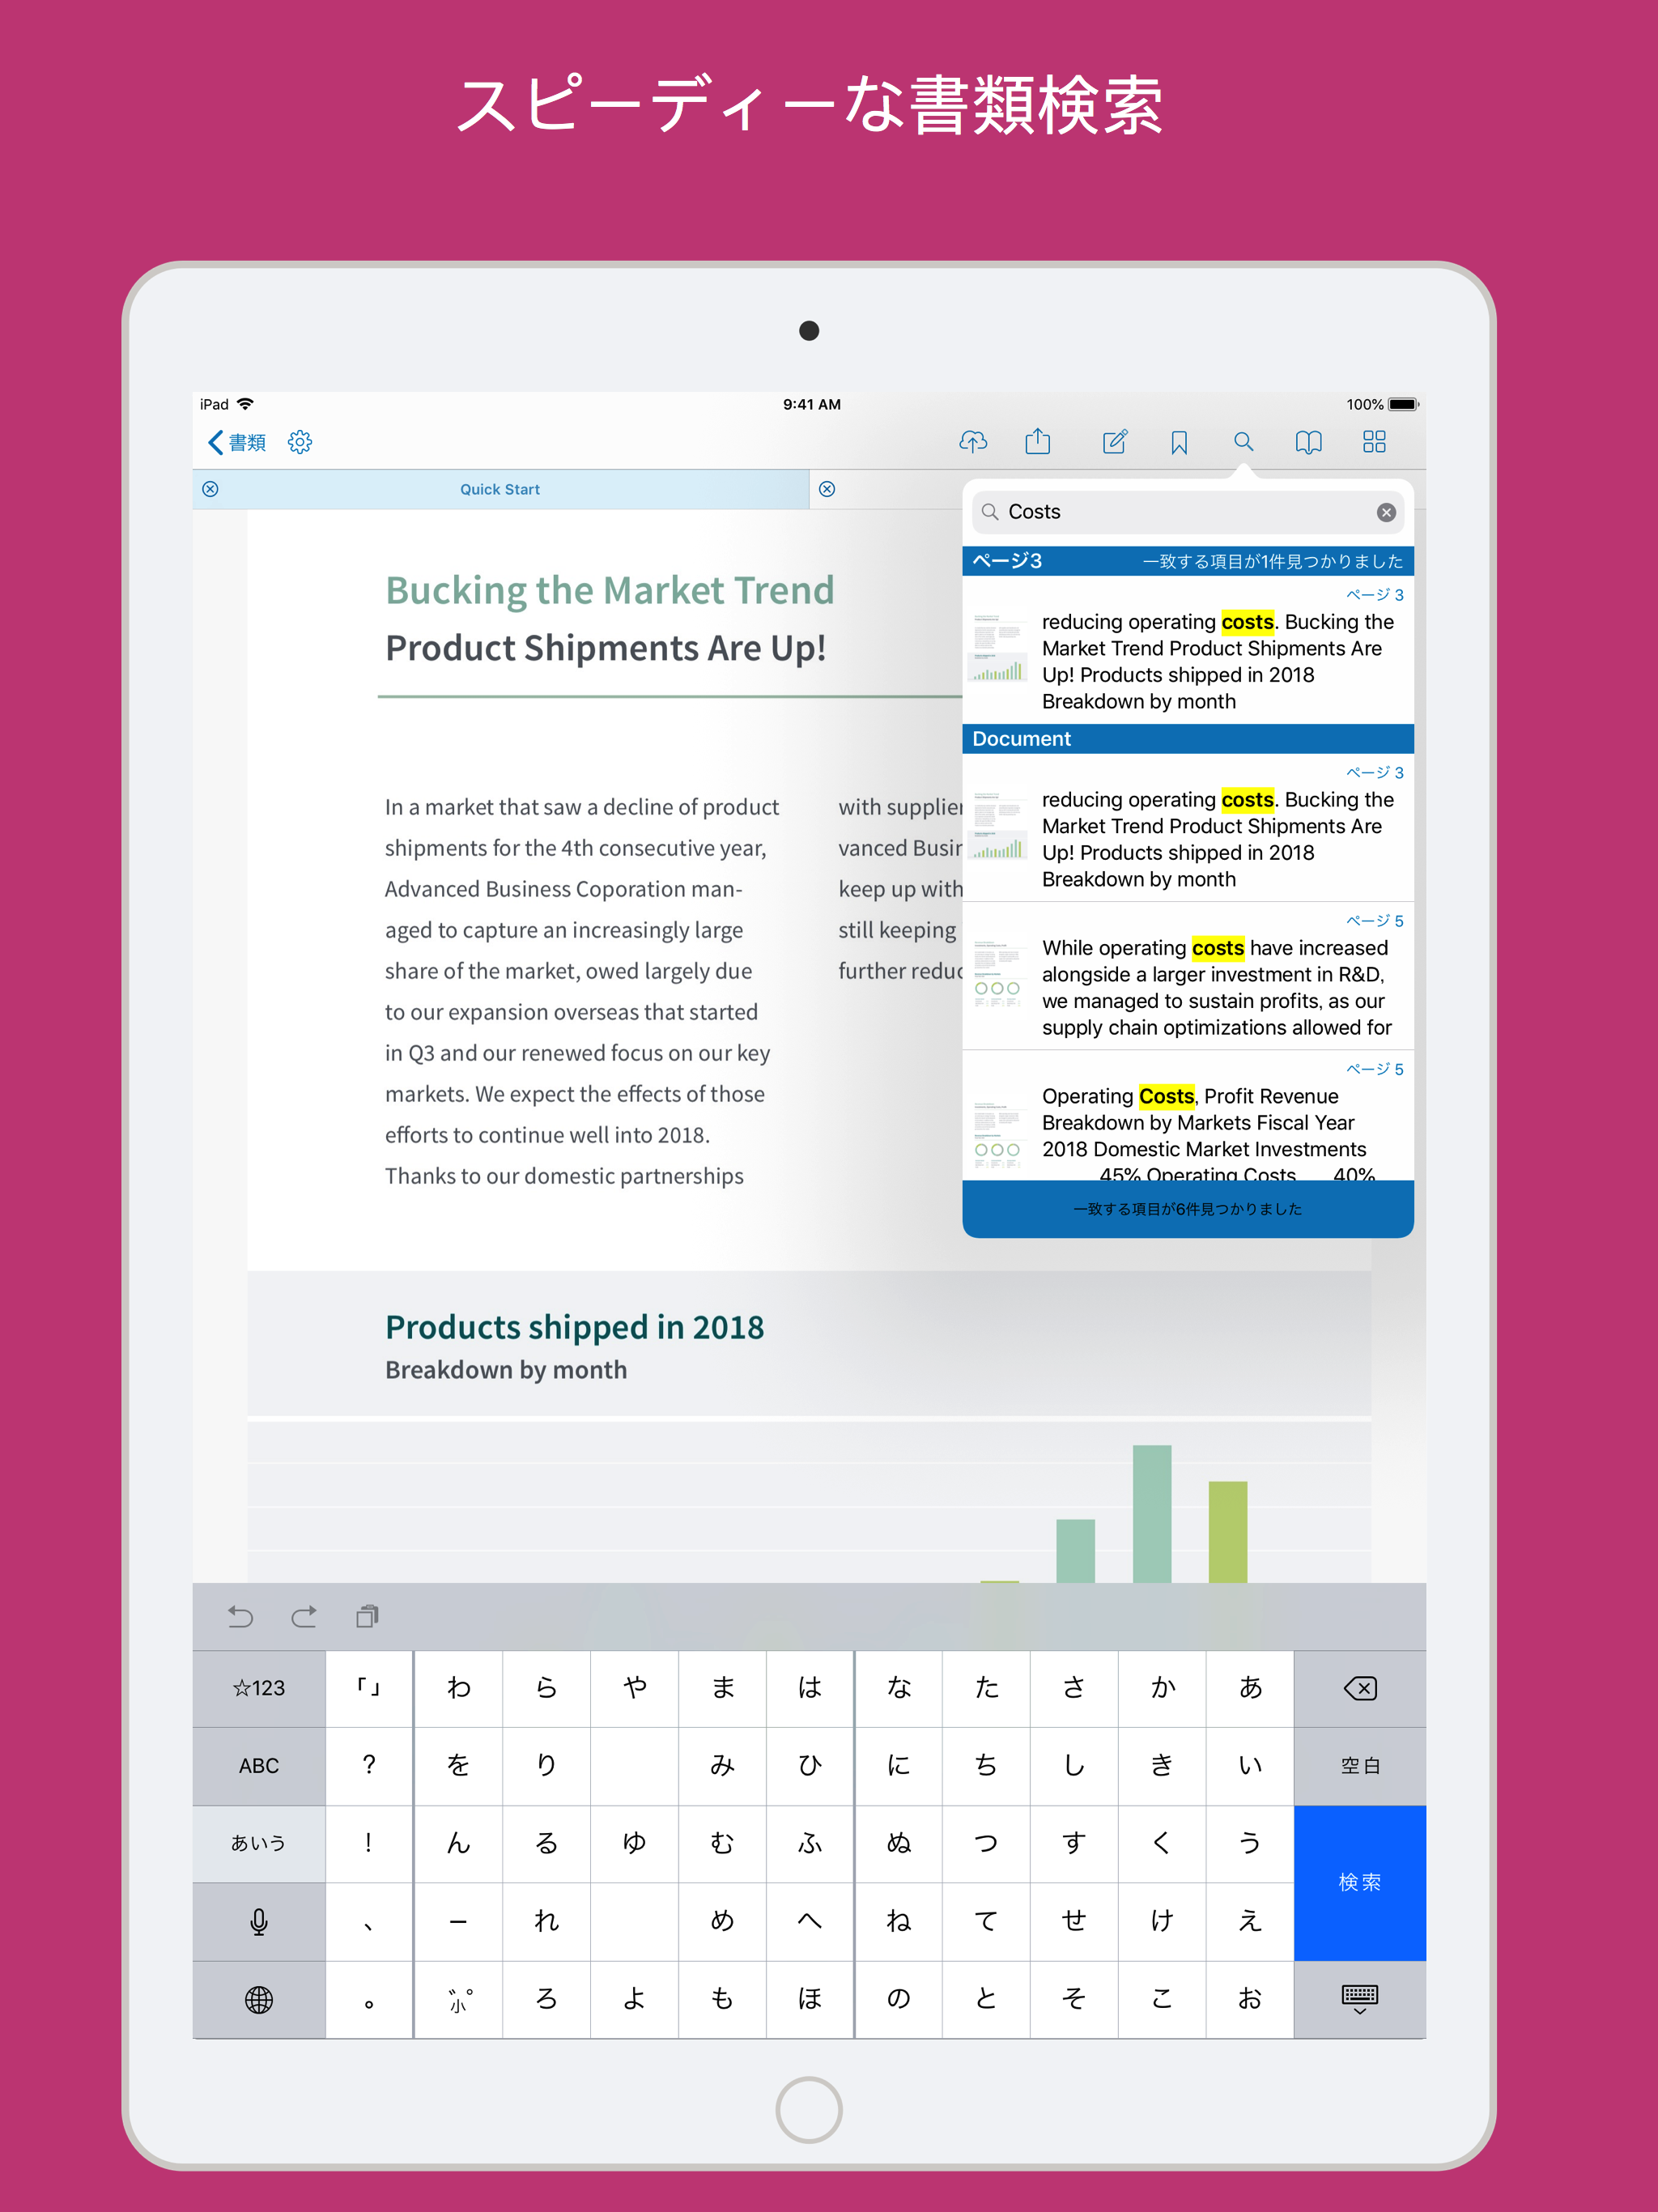 スピーディーな書類検索
iPad
9:41 AM
100%
書類
Quick Start
Costs
ページ3
一致する項目が1件見つかりました
ページ 3
reducing operating costs. Bucking the
Market Trend Product Shipments Are
Up! Products shipped in 2018
Breakdown by month
Document
ページ 3
reducing operating costs. Bucking the
Market Trend Product Shipments Are
Up! Products shipped in 2018
Breakdown by month
ページ 5
While operating costs have increased
alongside a larger investment in R&D,
we managed to sustain profits, as our
supply chain optimizations allowed for
ページ 5
Operating Costs, Profit Revenue
Breakdown by Markets Fiscal Year
2018 Domestic Market Investments
45% Operating Costs 40%
一致する項目が6件見つかりました
Bucking the Market Trend
Product Shipments Are Up!
In a market that saw a decline of product
shipments for the 4th consecutive year,
Advanced Business Coporation man-
aged to capture an increasingly large
share of the market, owed largely due
to our expansion overseas that started
in Q3 and our renewed focus on our key
markets. We expect the effects of those
efforts to continue well into 2018.
Thanks to our domestic partnerships
with supplier
vanced Busin
keep up with
still keeping
further reduc
Products shipped in 2018
Breakdown by month
☆123 「」 わ ら や ま は な た さ か あ
ABC ? を り み ひ に ち し き い 空白
あいう ! ん る ゆ む ふ ぬ つ す く う
検索
、 ー れ め へ ね て せ け え
。 ゛゜小 ろ よ も ほ の と そ こ お